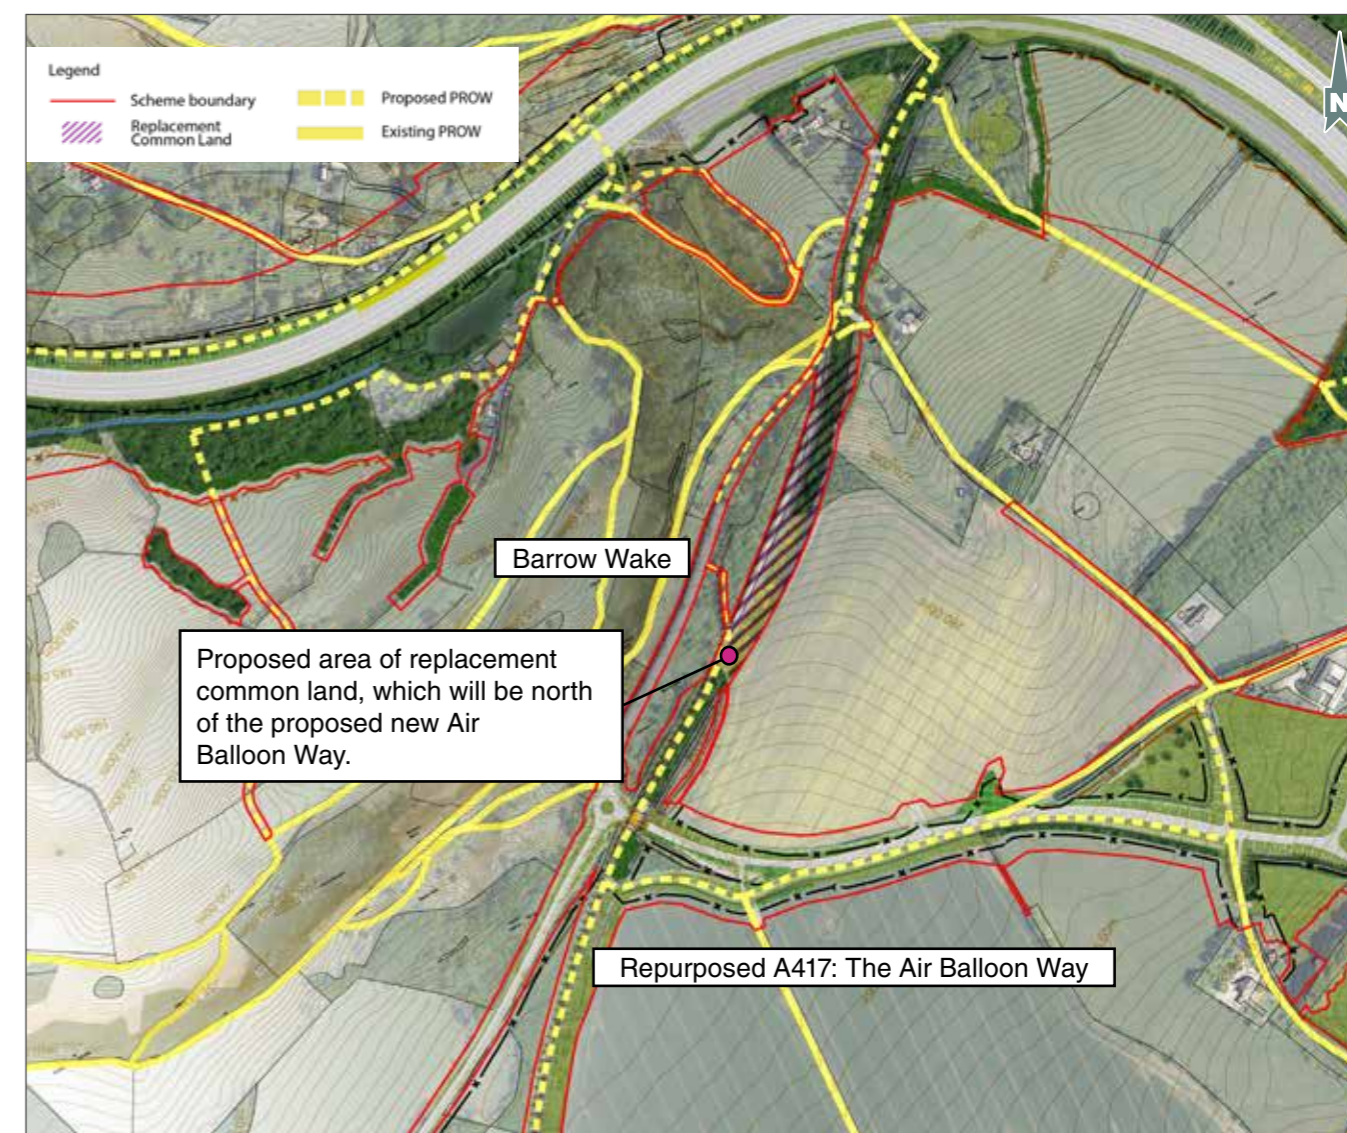 Legend
Scheme boundary
Proposed PROW
Replacement
Common Land
Existing PROW
N
Barrow Wake
Proposed area of replacement
common land, which will be north
of the proposed new Air
Balloon Way.
Repurposed A417: The Air Balloon Way